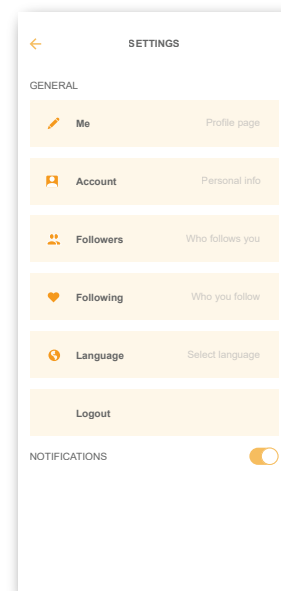 SETTINGS
GENERAL
Me Profile page
Account Personal info
Followers Who follows you
Following Who you follow
Language Select language
Logout
NOTIFICATIONS